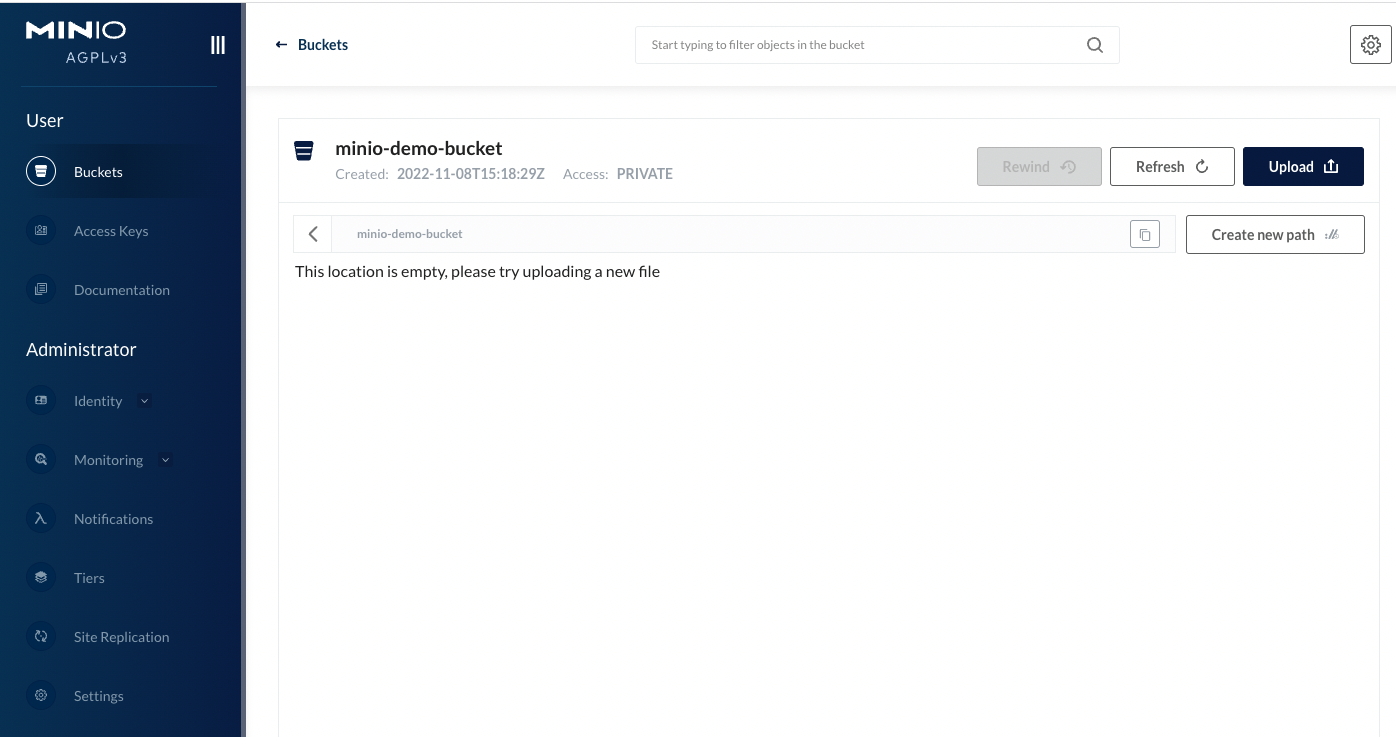 MINIO
AGPLv3
User
Buckets
Access Keys
Documentation
Administrator
Identity
Monitoring
Notifications
Tiers
Site Replication
Settings
← Buckets
Start typing to filter objects in the bucket
minio-demo-bucket
Created: 2022-11-08T15:18:29Z Access: PRIVATE
Rewind Refresh Upload
minio-demo-bucket
Create new path
This location is empty, please try uploading a new file